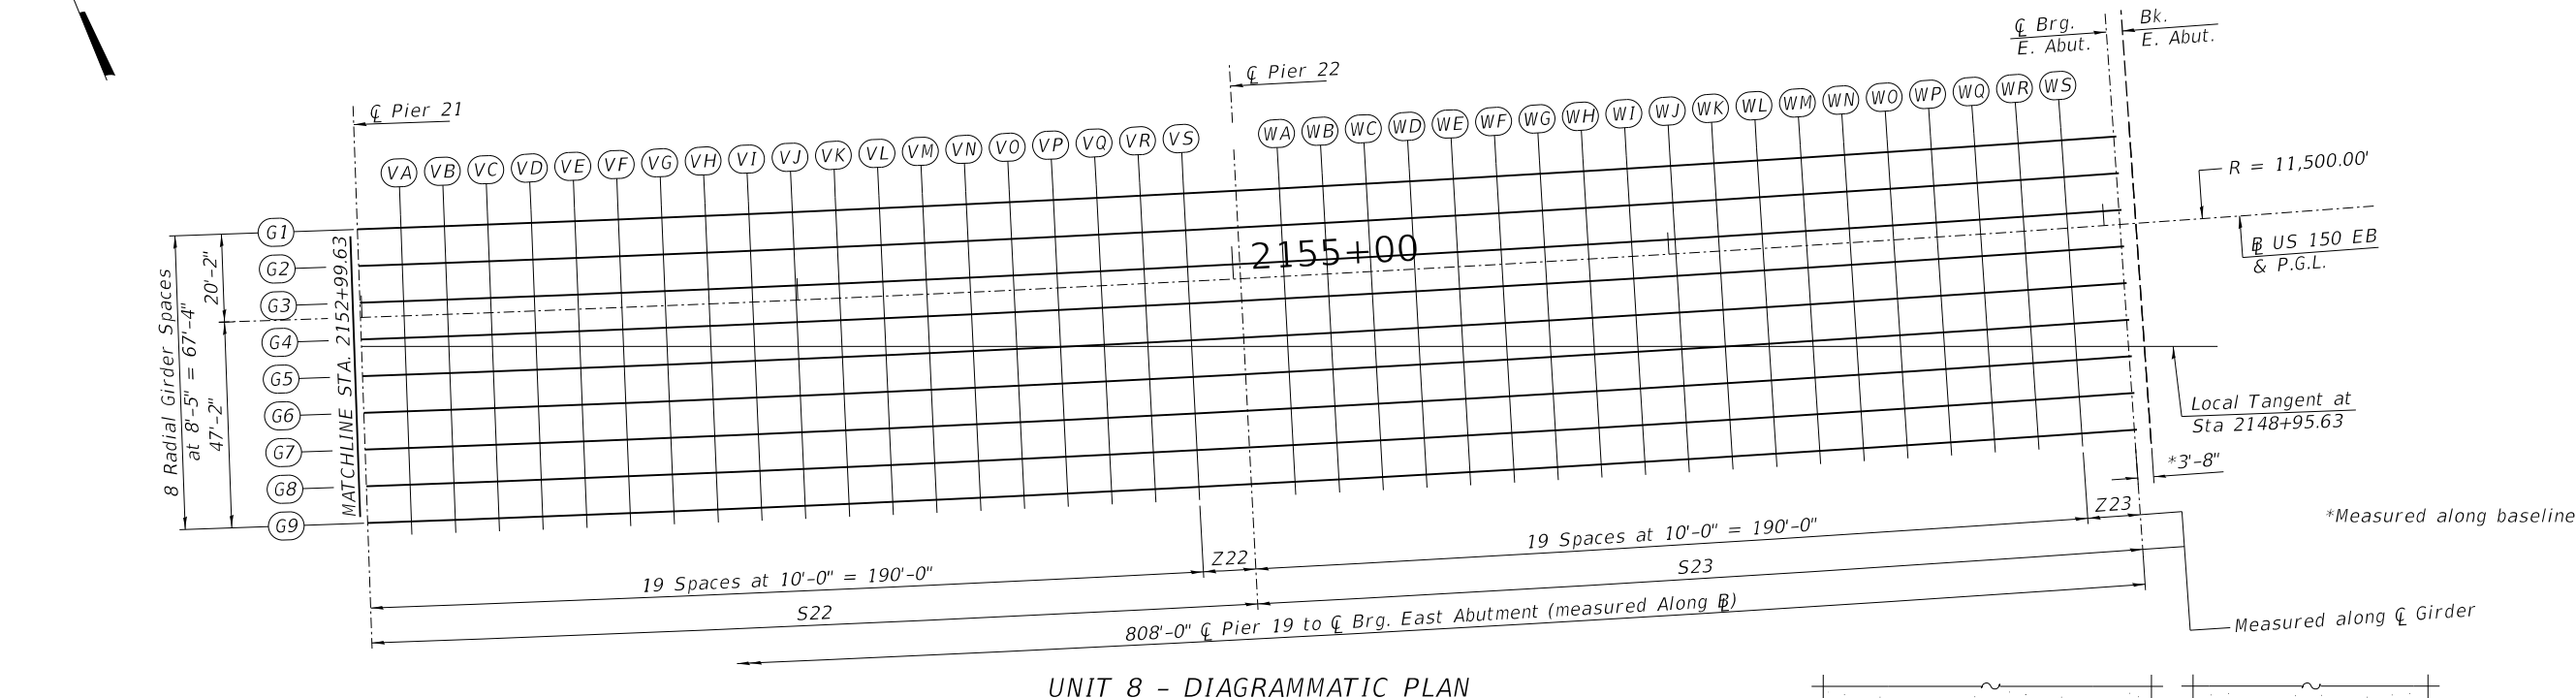 ℄ Brg.
E. Abut.
Bk.
E. Abut.
℄ Pier 22
℄ Pier 21
VA VB VC VD VE VF VG VH VI VJ VK VL VM VN VO VP VQ VR VS
WA WB WC WD WE WF WG WH WI WJ WK WL WM WN WO WP WQ WR WS
R = 11,500.00'
G1
G2
G3
G4
G5
G6
G7
G8
G9
8 Radial Girder Spaces
at 8'-5" = 67'-4"
20'-2"
47'-2"
MATCHLINE STA. 2152+99.63
2155+00
BL US 150 EB
& P.G.L.
Local Tangent at
Sta 2148+95.63
*3'-8"
*Measured along baseline
Z22
Z23
19 Spaces at 10'-0" = 190'-0"
19 Spaces at 10'-0" = 190'-0"
S22
S23
808'-0" ℄ Pier 19 to ℄ Brg. East Abutment (measured Along BL)
Measured along ℄ Girder
UNIT 8 - DIAGRAMMATIC PLAN